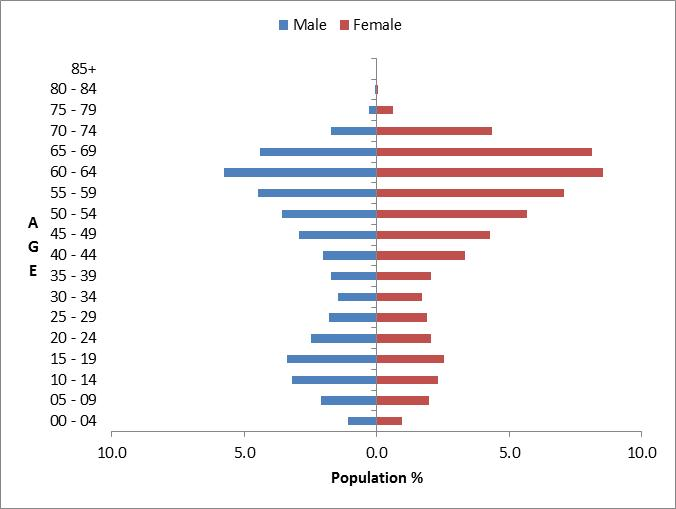 Male Female
85+
80 - 84
75 - 79
70 - 74
65 - 69
60 - 64
55 - 59
50 - 54
45 - 49
40 - 44
35 - 39
30 - 34
25 - 29
20 - 24
15 - 19
10 - 14
05 - 09
00 - 04
A
G
E
10.0 5.0 0.0 5.0 10.0
Population %